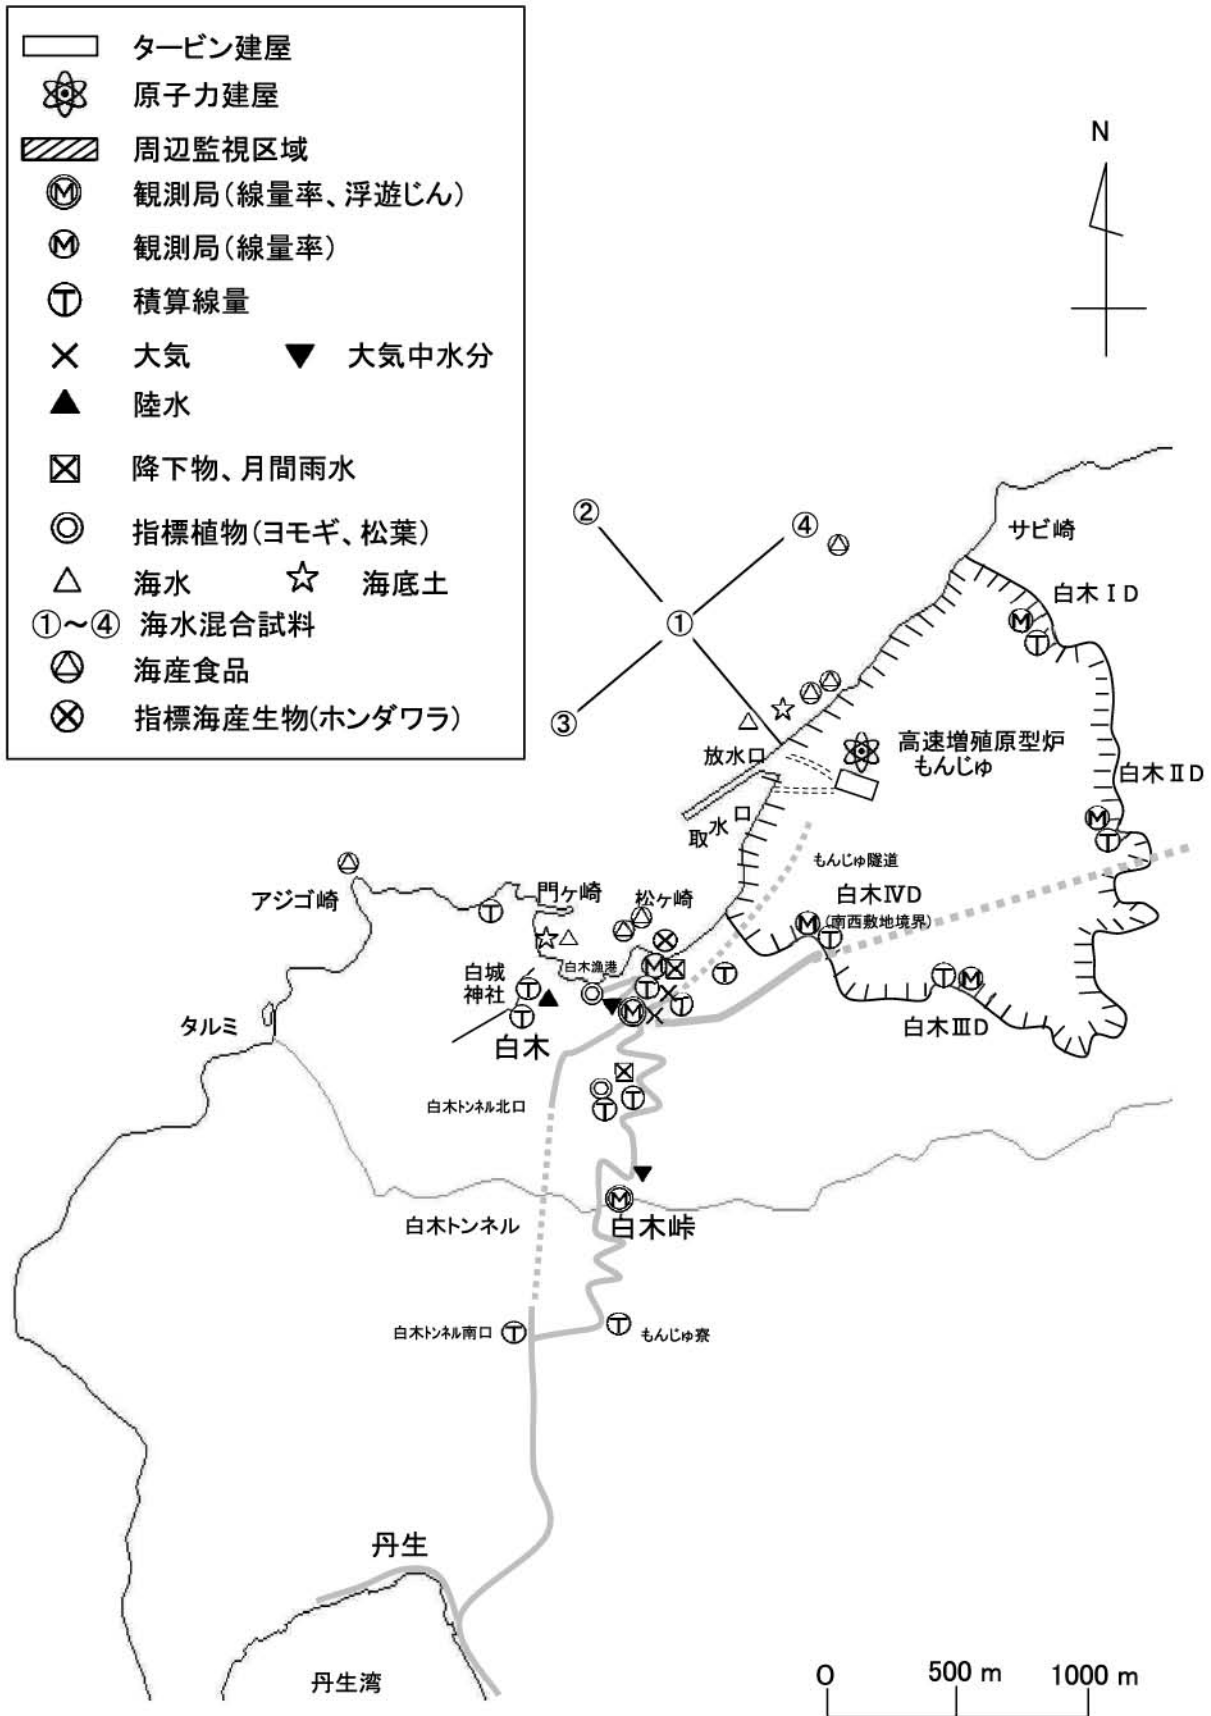 タービン建屋
原子力建屋
周辺監視区域
観測局(線量率、浮遊じん)
観測局(線量率)
積算線量
大気 大気中水分
陸水
降下物、月間雨水
指標植物(ヨモギ、松葉)
海水 海底土
①~④ 海水混合試料
海産食品
指標海産生物(ホンダワラ)
N
②
④
サビ崎
白木ⅠD
①
③
放水口
高速増殖原型炉
もんじゅ
白木ⅡD
取水口
もんじゅ隧道
アジゴ崎
門ヶ崎
松ヶ崎
白木ⅣD
(南西敷地境界)
白城
神社
白木漁港
タルミ
白木
白木ⅢD
白木トンネル北口
白木トンネル
白木峠
白木トンネル南口
もんじゅ寮
丹生
丹生湾
0 500 m 1000 m